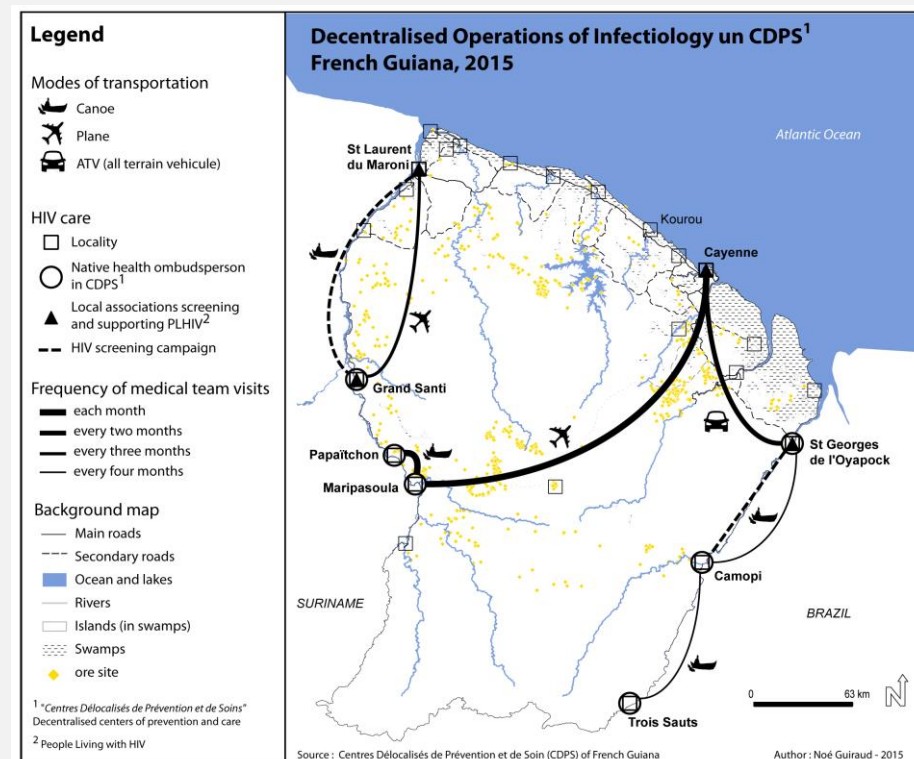 Legend
Modes of transportation
Canoe
Plane
ATV (all terrain vehicule)
HIV care
Locality
Native health ombudsperson
in CDPS1
Local associations screening
and supporting PLHIV2
HIV screening campaign
Frequency of medical team visits
each month
every two months
every three months
every four months
Background map
Main roads
Secondary roads
Ocean and lakes
Rivers
Islands (in swamps)
Swamps
ore site
1 "Centres Délocalisés de Prévention et de Soins"
Decentralised centers of prevention and care
2 People Living with HIV
Decentralised Operations of Infectiology un CDPS1
French Guiana, 2015
Atlantic Ocean
St Laurent
du Maroni
Kourou
Cayenne
Grand Santi
Papaïtchon
Maripasoula
St Georges
de l'Oyapock
Camopi
SURINAME
BRAZIL
Trois Sauts
0 63 km
N
Source : Centres Délocalisés de Prévention et de Soin (CDPS) of French Guiana
Author : Noé Guiraud - 2015